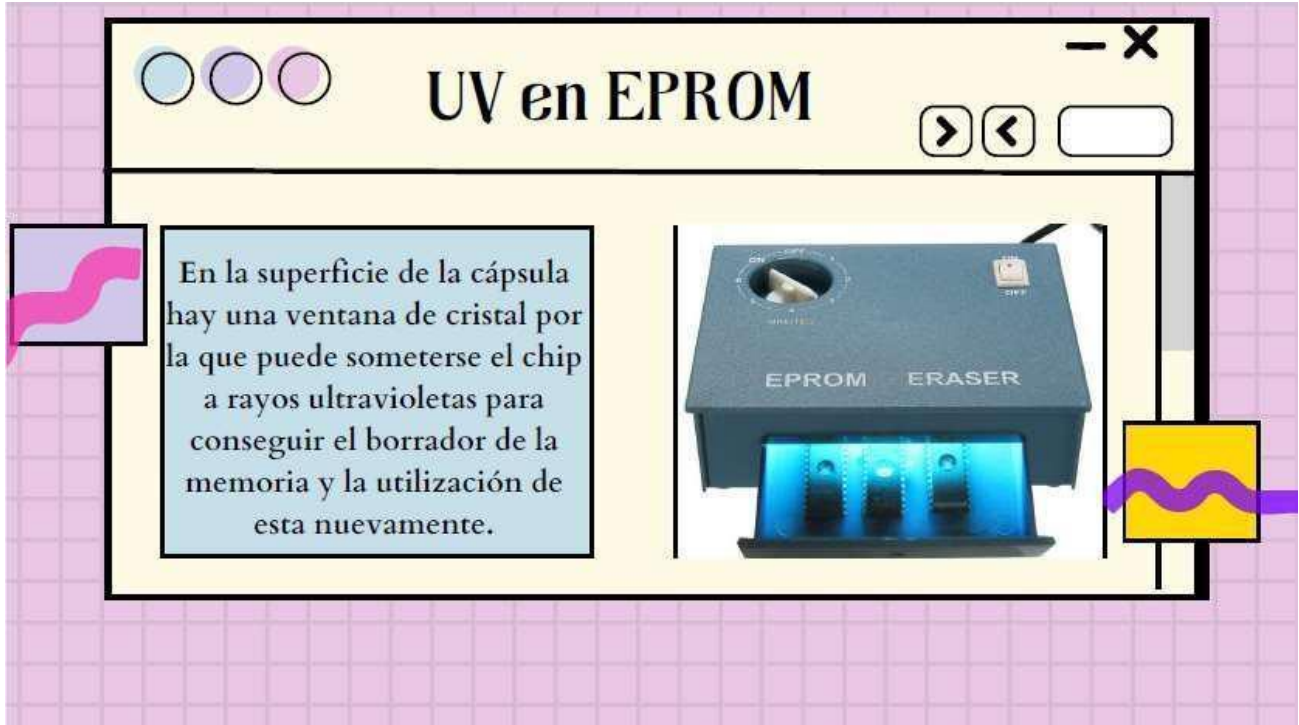 UV en EPROM
En la superficie de la cápsula
hay una ventana de cristal por
la que puede someterse el chip
a rayos ultravioletas para
conseguir el borrador de la
memoria y la utilización de
esta nuevamente.
OFF
ON
EPROM ERASER